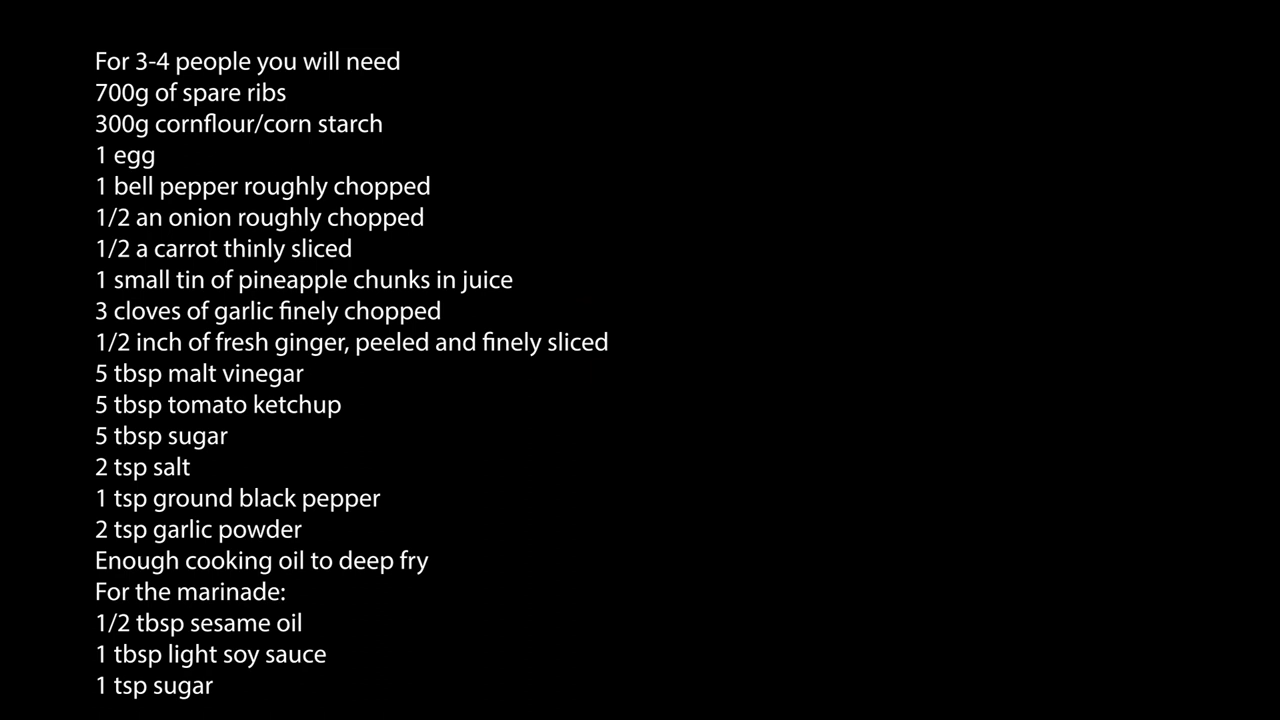 For 3-4 people you will need
700g of spare ribs
300g cornflour/corn starch
1 egg
1 bell pepper roughly chopped
1/2 an onion roughly chopped
1/2 a carrot thinly sliced
1 small tin of pineapple chunks in juice
3 cloves of garlic finely chopped
1/2 inch of fresh ginger, peeled and finely sliced
5 tbsp malt vinegar
5 tbsp tomato ketchup
5 tbsp sugar
2 tsp salt
1 tsp ground black pepper
2 tsp garlic powder
Enough cooking oil to deep fry
For the marinade:
1/2 tbsp sesame oil
1 tbsp light soy sauce
1 tsp sugar